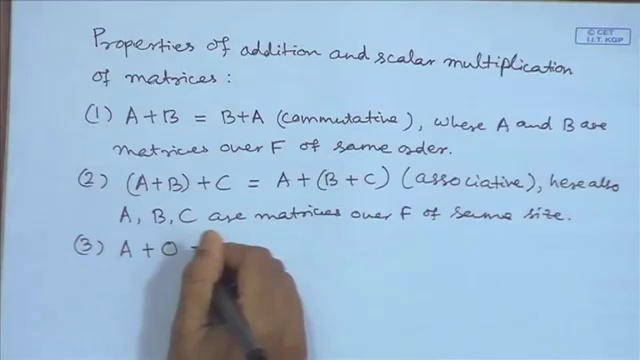 © CET
I.I.T. KGP
Properties of addition and scalar multiplication
of matrices :
(1) A+B = B+A (commutative), where A and B are
matrices over F of same order.
(2) (A+B)+C = A+(B+C) (associative), here also
A, B, C are matrices over F of same size.
(3) A + O